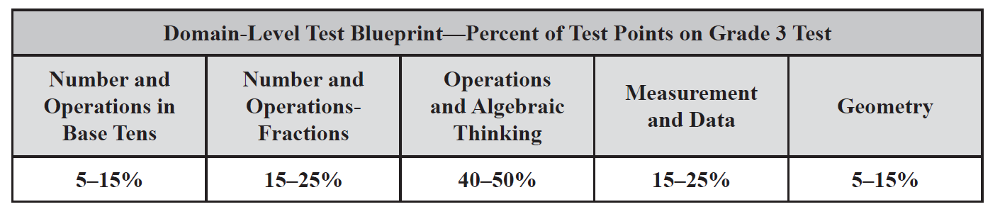 Domain-Level Test Blueprint—Percent of Test Points on Grade 3 Test
Number and
Operations in
Base Tens
Number and
Operations-
Fractions
Operations
and Algebraic
Thinking
Measurement
and Data
Geometry
5–15%
15–25%
40–50%
15–25%
5–15%